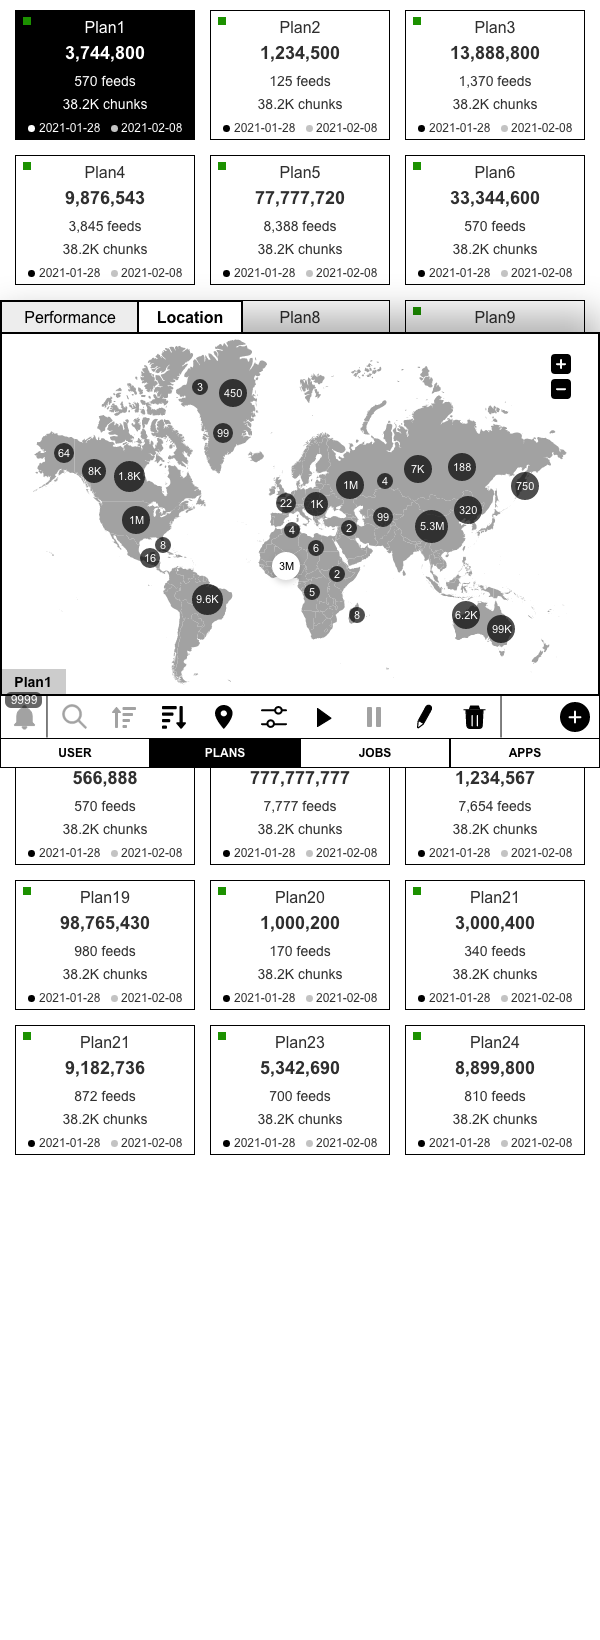 Plan1
3,744,800
570 feeds
38.2K chunks
2021-01-28 2021-02-08
Plan2
1,234,500
125 feeds
38.2K chunks
2021-01-28 2021-02-08
Plan3
13,888,800
1,370 feeds
38.2K chunks
2021-01-28 2021-02-08
Plan4
9,876,543
3,845 feeds
38.2K chunks
2021-01-28 2021-02-08
Plan5
77,777,720
8,388 feeds
38.2K chunks
2021-01-28 2021-02-08
Plan6
33,344,600
570 feeds
38.2K chunks
2021-01-28 2021-02-08
Performance
Location
Plan8
Plan9
3
450
99
64
8K
1.8K
1M
8
16
9.6K
22
1K
1M
4
7K
188
750
320
5.3M
99
2
4
6
3M
2
5
8
6.2K
99K
Plan1
9999
USER
PLANS
JOBS
APPS
566,888
570 feeds
38.2K chunks
2021-01-28 2021-02-08
777,777,777
7,777 feeds
38.2K chunks
2021-01-28 2021-02-08
1,234,567
7,654 feeds
38.2K chunks
2021-01-28 2021-02-08
Plan19
98,765,430
980 feeds
38.2K chunks
2021-01-28 2021-02-08
Plan20
1,000,200
170 feeds
38.2K chunks
2021-01-28 2021-02-08
Plan21
3,000,400
340 feeds
38.2K chunks
2021-01-28 2021-02-08
Plan21
9,182,736
872 feeds
38.2K chunks
2021-01-28 2021-02-08
Plan23
5,342,690
700 feeds
38.2K chunks
2021-01-28 2021-02-08
Plan24
8,899,800
810 feeds
38.2K chunks
2021-01-28 2021-02-08